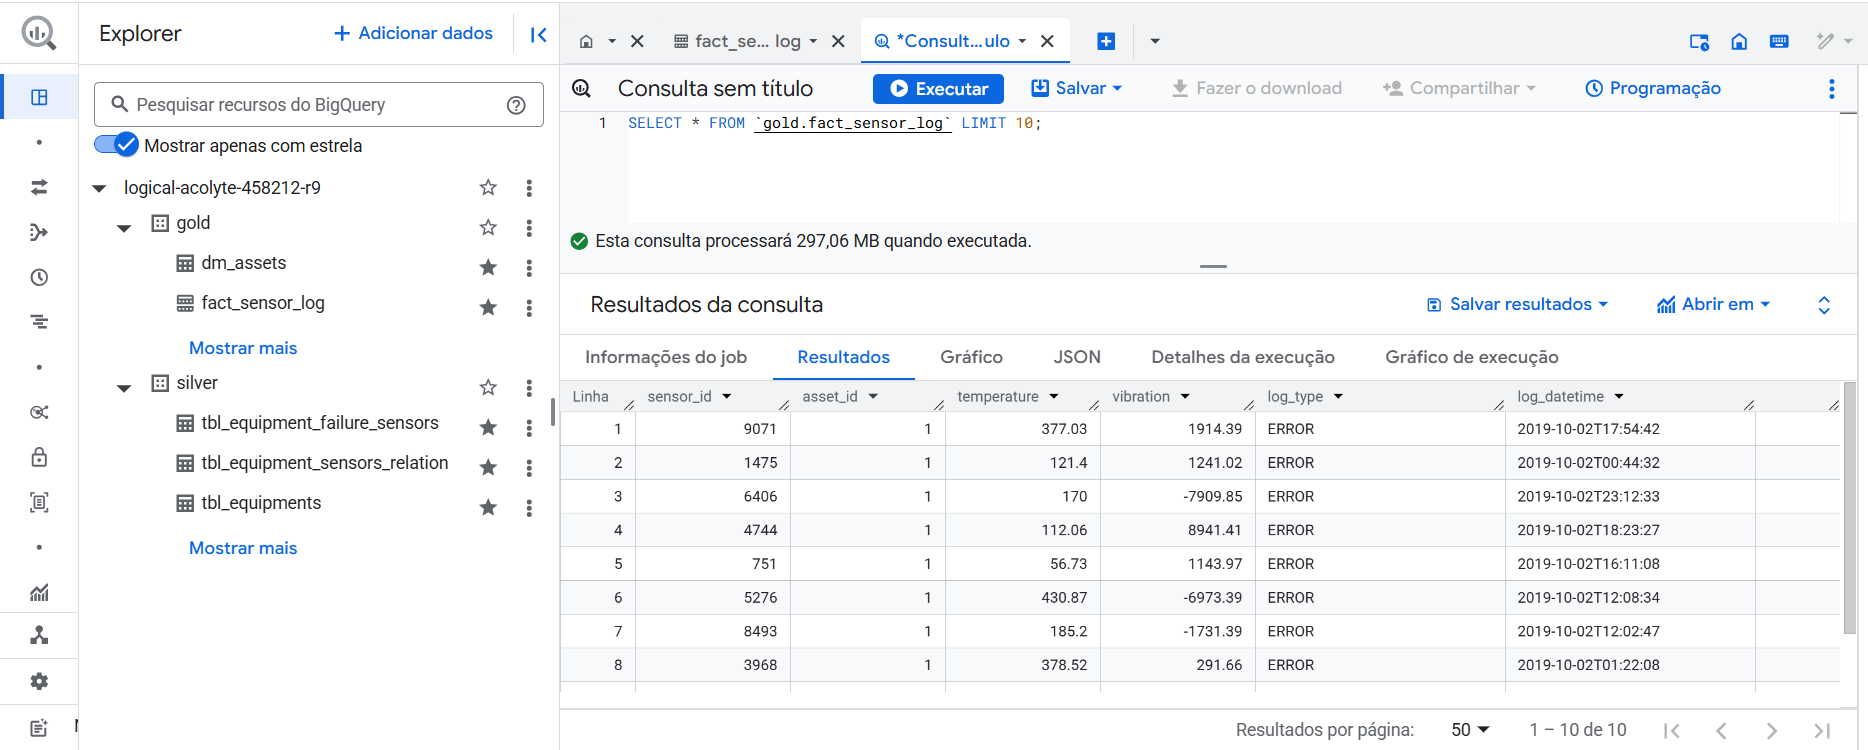 Explorer
Adicionar dados
Pesquisar recursos do BigQuery
Mostrar apenas com estrela
logical-acolyte-458212-r9
gold
dm_assets
fact_sensor_log
Mostrar mais
silver
tbl_equipment_failure_sensors
tbl_equipment_sensors_relation
tbl_equipments
Mostrar mais
fact_se... log
*Consult...ulo
Consulta sem título
Executar
Salvar
Fazer o download
Compartilhar
Programação
1 SELECT * FROM `gold.fact_sensor_log` LIMIT 10;
Esta consulta processará 297,06 MB quando executada.
Resultados da consulta
Salvar resultados
Abrir em
Informações do job Resultados Gráfico JSON Detalhes da execução Gráfico de execução
Linha sensor_id asset_id temperature vibration log_type log_datetime
1 9071 1 377.03 1914.39 ERROR 2019-10-02T17:54:42
2 1475 1 121.4 1241.02 ERROR 2019-10-02T00:44:32
3 6406 1 170 -7909.85 ERROR 2019-10-02T23:12:33
4 4744 1 112.06 8941.41 ERROR 2019-10-02T18:23:27
5 751 1 56.73 1143.97 ERROR 2019-10-02T16:11:08
6 5276 1 430.87 -6973.39 ERROR 2019-10-02T12:08:34
7 8493 1 185.2 -1731.39 ERROR 2019-10-02T12:02:47
8 3968 1 378.52 291.66 ERROR 2019-10-02T01:22:08
Resultados por página: 50 1 – 10 de 10